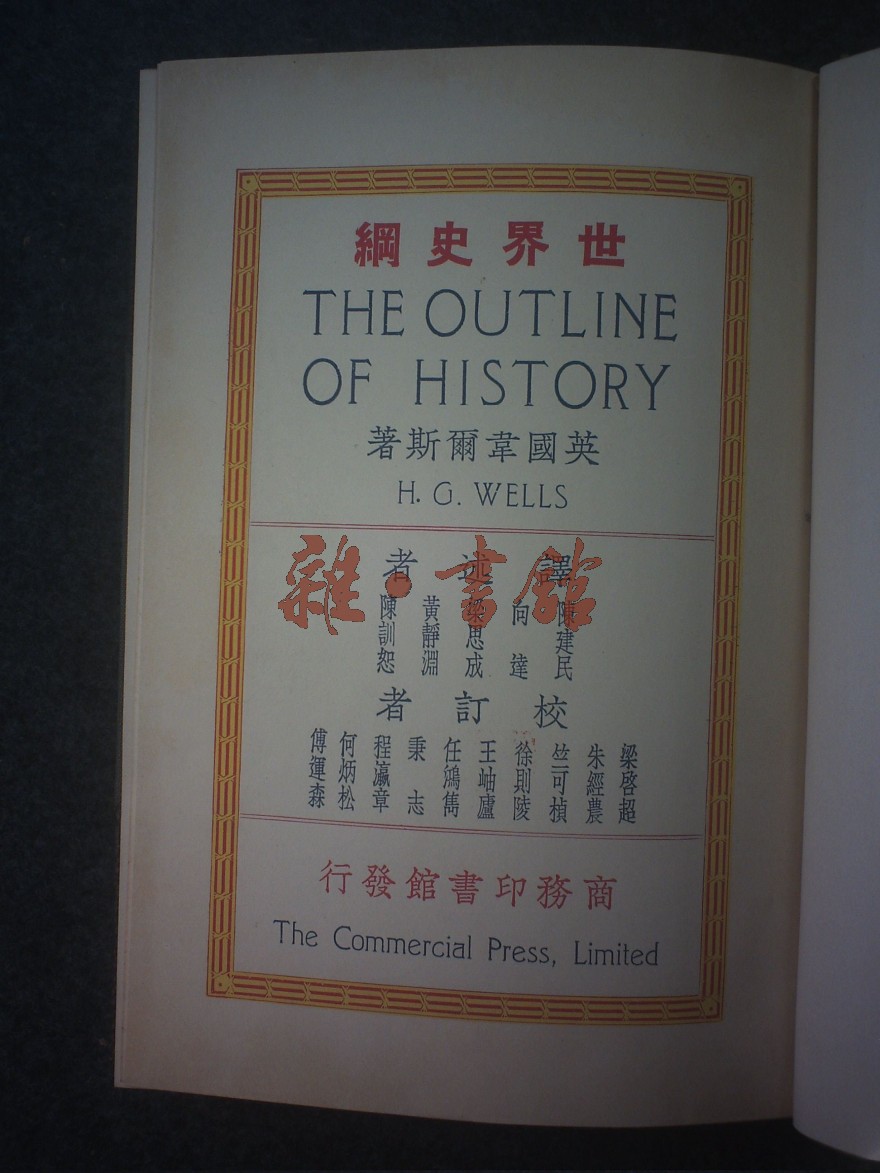 世界史綱
THE OUTLINE
OF HISTORY
英國韋爾斯著
H. G. WELLS
譯述者
陳建民
向達
梁思成
黃靜淵
陳訓恕
校訂者
梁啓超
朱經農
竺可楨
徐則陵
王岫廬
任鴻雋
秉志
程瀛章
何炳松
傅運森
商務印書館發行
The Commercial Press, Limited
雜·書館